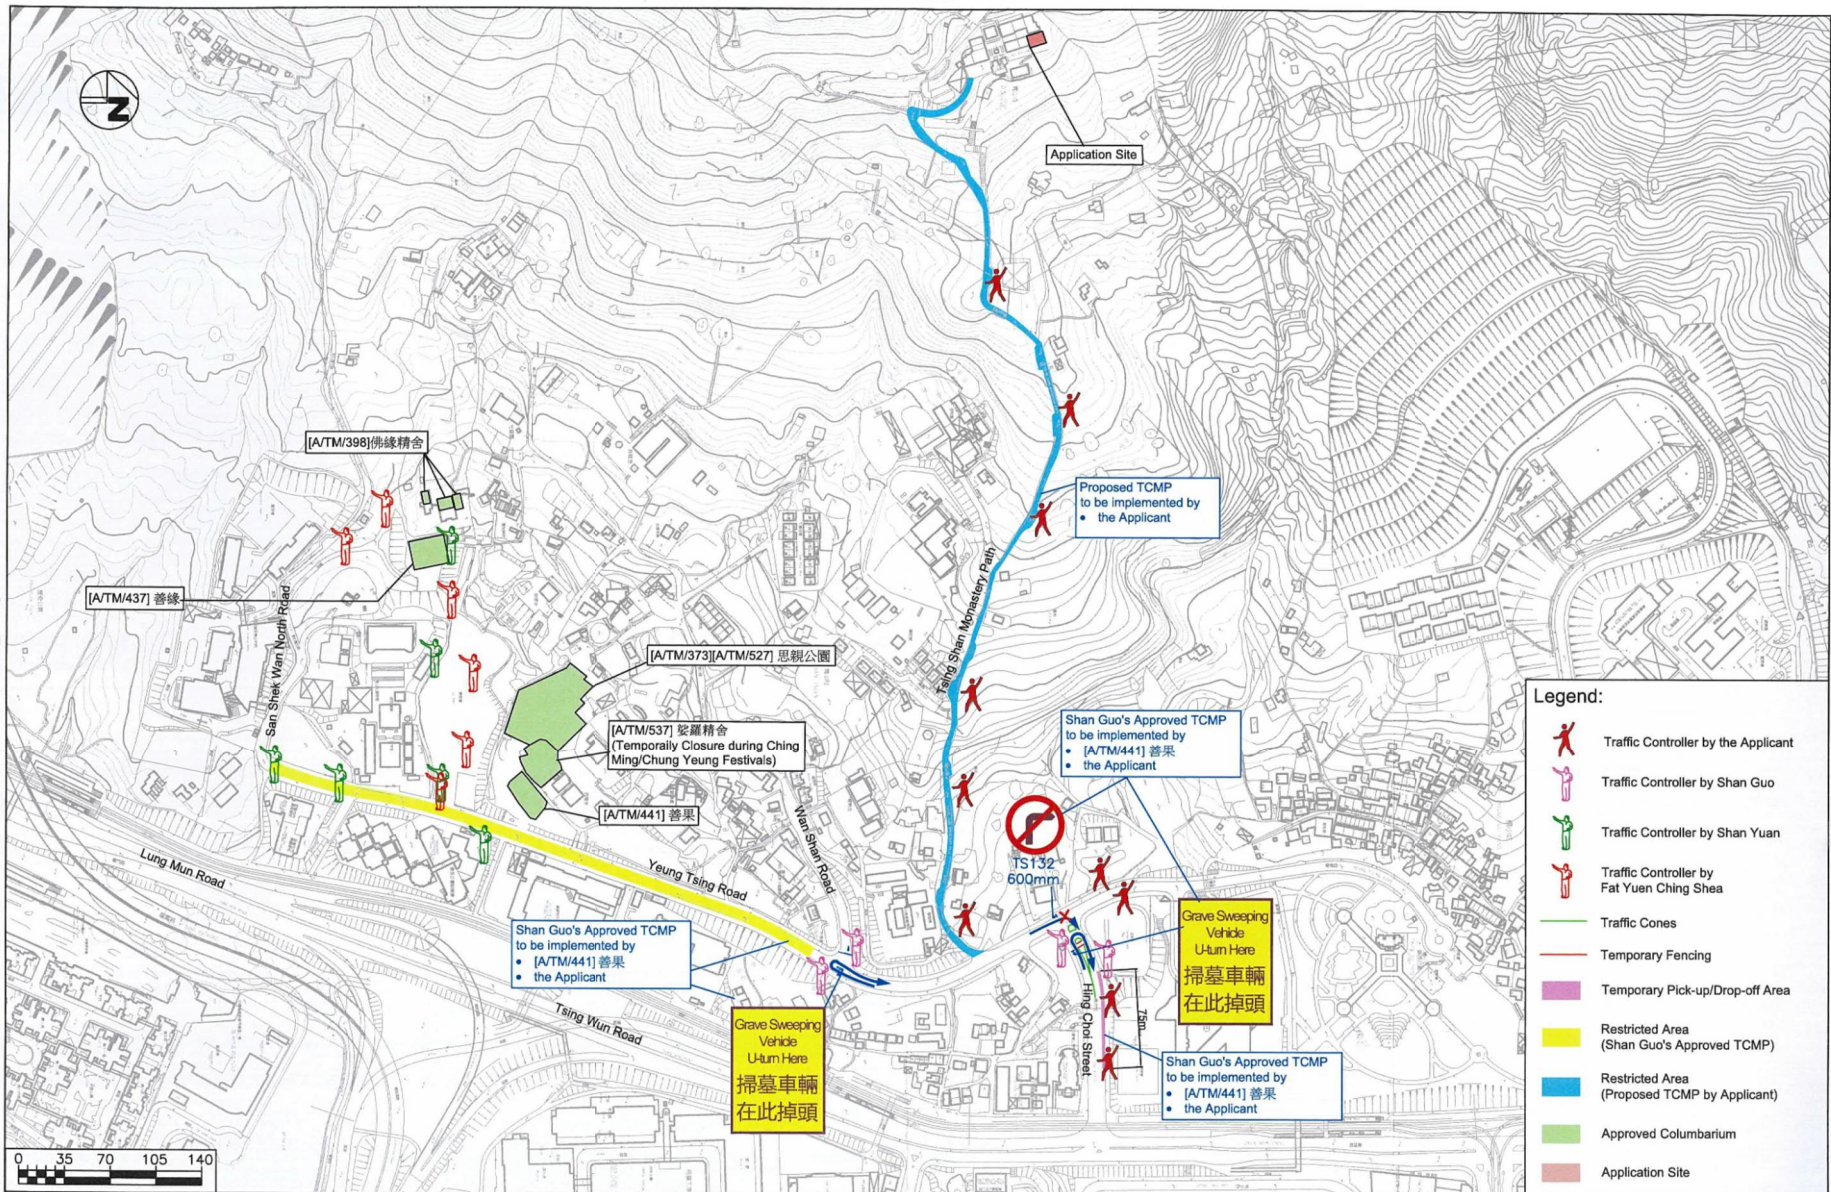 N
Application Site
[A/TM/398]佛緣精舍
Proposed TCMP
to be implemented by
• the Applicant
[A/TM/437] 善緣
San Shek Wan North Road
Tsing Shan Monastery Path
[A/TM/373][A/TM/527] 思親公園
[A/TM/537] 娑羅精舍
(Temporaily Closure during Ching
Ming/Chung Yeung Festivals)
[A/TM/441] 善果
Shan Guo's Approved TCMP
to be implemented by
• [A/TM/441] 善果
• the Applicant
TS132
600mm
Wan Shan Road
Lung Mun Road
Yeung Tsing Road
Tsing Wun Road
Shan Guo's Approved TCMP
to be implemented by
• [A/TM/441] 善果
• the Applicant
Grave Sweeping
Vehicle
U-turn Here
掃墓車輛
在此掉頭
Grave Sweeping
Vehicle
U-turn Here
掃墓車輛
在此掉頭
Hing Choi Street
75m
Shan Guo's Approved TCMP
to be implemented by
• [A/TM/441] 善果
• the Applicant
0 35 70 105 140
Legend:
Traffic Controller by the Applicant
Traffic Controller by Shan Guo
Traffic Controller by Shan Yuan
Traffic Controller by
Fat Yuen Ching Shea
Traffic Cones
Temporary Fencing
Temporary Pick-up/Drop-off Area
Restricted Area
(Shan Guo's Approved TCMP)
Restricted Area
(Proposed TCMP by Applicant)
Approved Columbarium
Application Site